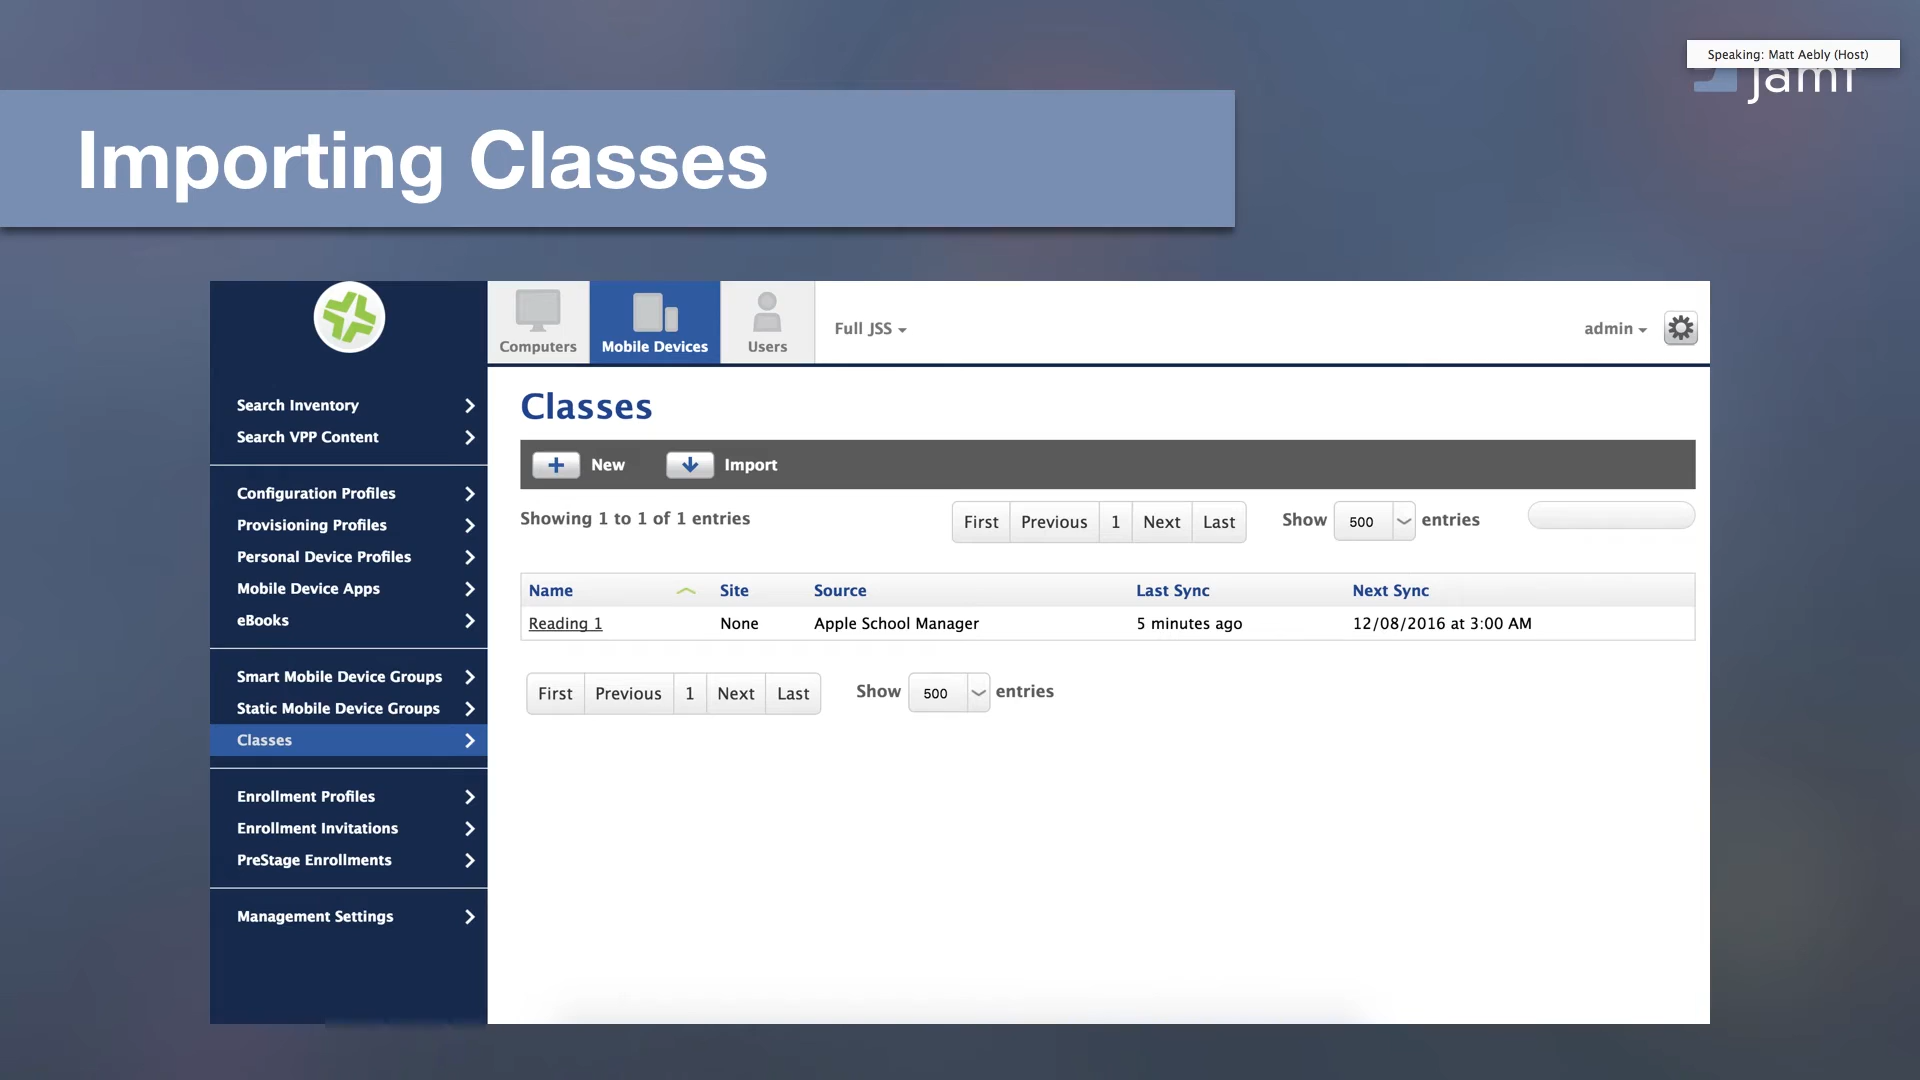 Speaking: Matt Aebly (Host)
jamf
Importing Classes
Computers
Mobile Devices
Users
Full JSS
admin
Search Inventory
Search VPP Content
Configuration Profiles
Provisioning Profiles
Personal Device Profiles
Mobile Device Apps
eBooks
Smart Mobile Device Groups
Static Mobile Device Groups
Classes
Enrollment Profiles
Enrollment Invitations
PreStage Enrollments
Management Settings
Classes
New Import
Showing 1 to 1 of 1 entries First Previous 1 Next Last Show 500 entries
Name Site Source Last Sync Next Sync
Reading 1 None Apple School Manager 5 minutes ago 12/08/2016 at 3:00 AM
First Previous 1 Next Last Show 500 entries